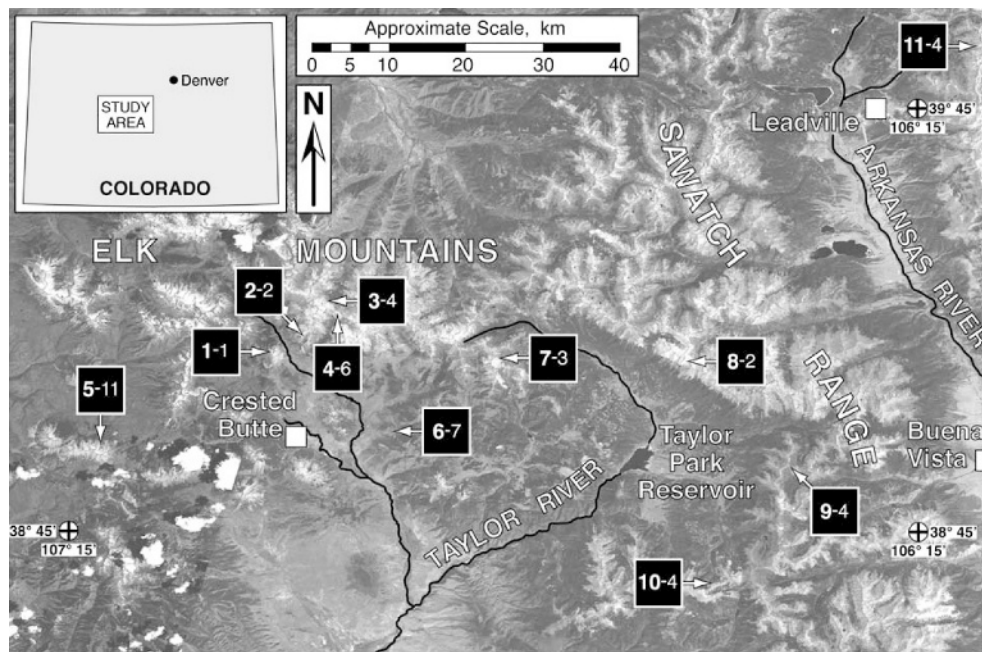 Approximate Scale, km
0 5 10 20 30 40
Denver
STUDY
AREA
COLORADO
N
11-4
Leadville
39° 45'
106° 15'
SAWATCH
RANGE
ARKANSAS RIVER
ELK MOUNTAINS
2-2
3-4
1-1
4-6
7-3
8-2
5-11
Crested
Butte
6-7
Taylor
Park
Reservoir
Buena
Vista
TAYLOR RIVER
9-4
38° 45'
107° 15'
38° 45'
106° 15'
10-4